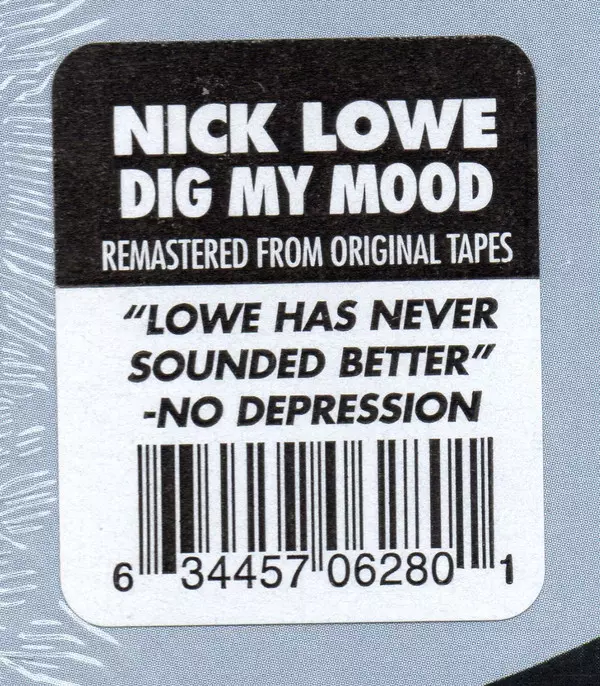 NICK LOWE
DIG MY MOOD
REMASTERED FROM ORIGINAL TAPES
"LOWE HAS NEVER
SOUNDED BETTER"
-NO DEPRESSION
6 34457 06280 1